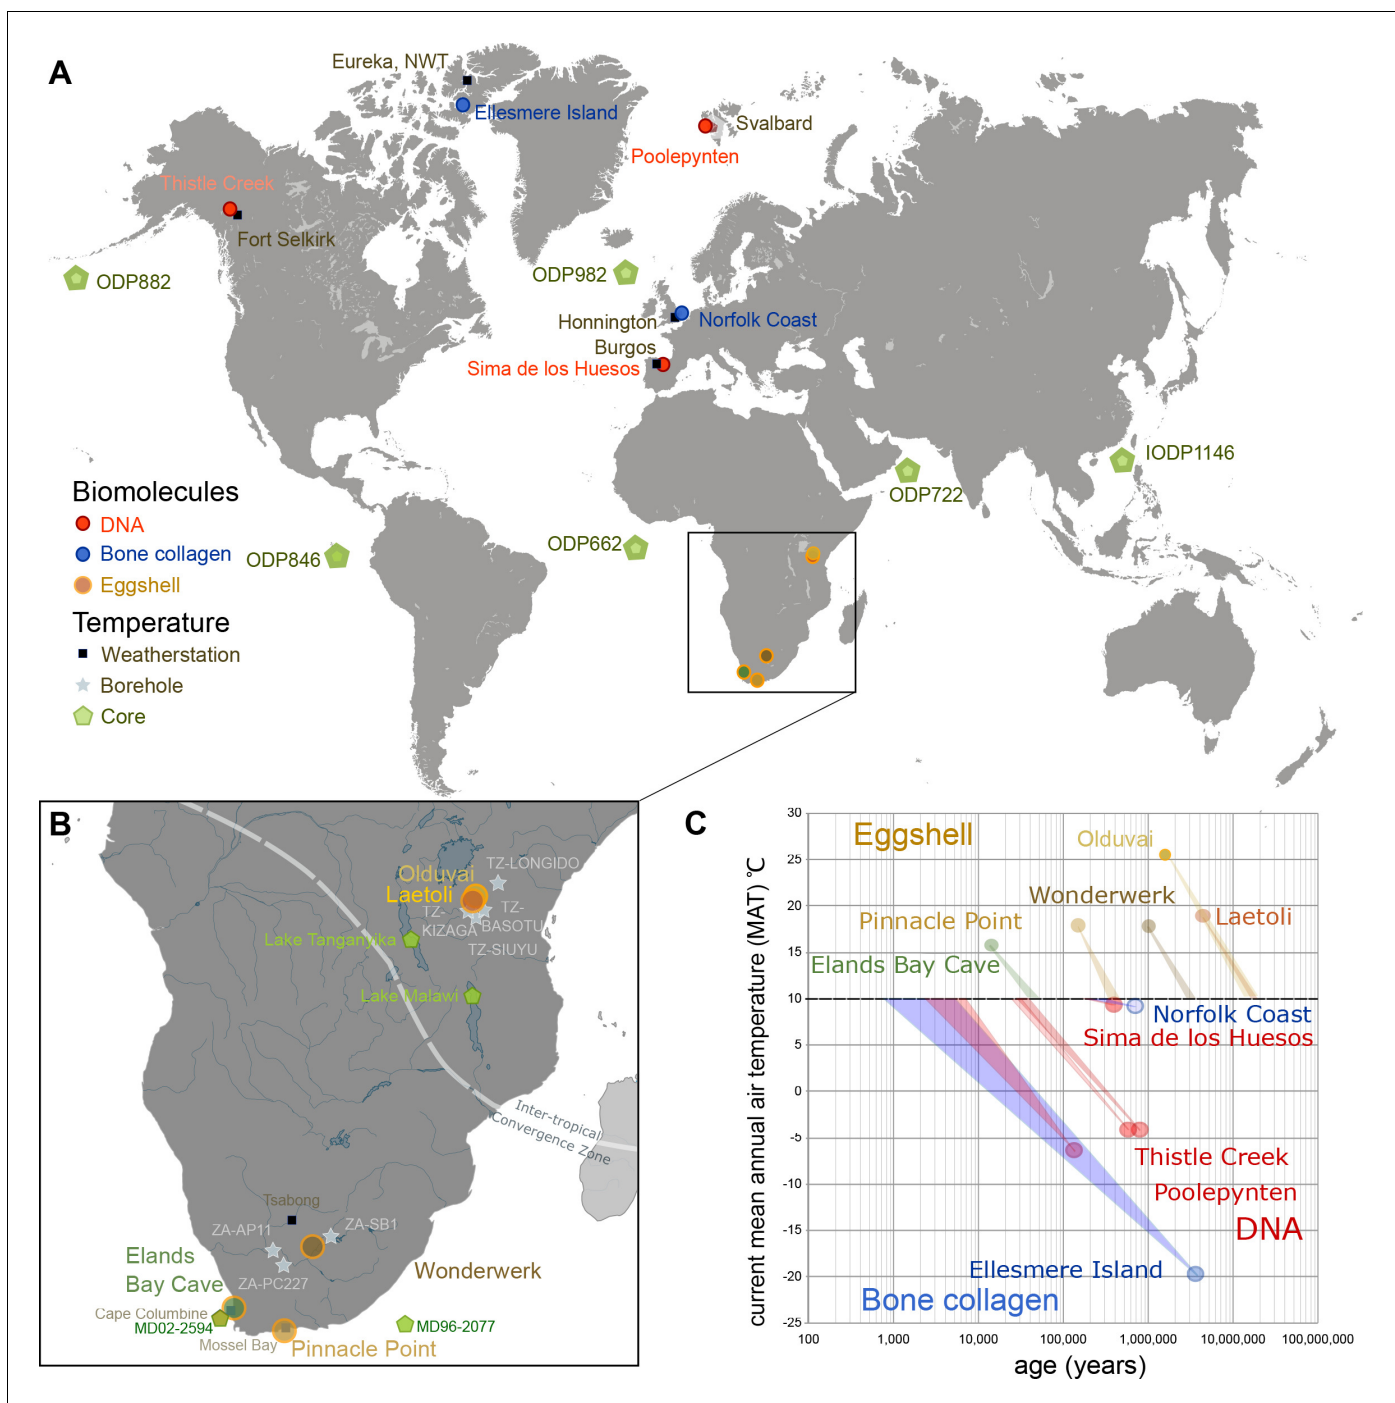 A
Eureka, NWT
Ellesmere Island
Svalbard
Poolepynten
Thistle Creek
Fort Selkirk
ODP882
ODP982
Honnington
Norfolk Coast
Burgos
Sima de los Huesos
IODP1146
ODP722
ODP662
ODP846
Biomolecules
DNA
Bone collagen
Eggshell
Temperature
Weatherstation
Borehole
Core
B
TZ-LONGIDO
Olduvai
Laetoli
TZ-
KIZAGA
TZ-
BASOTU
TZ-SIUYU
Lake Tanganyika
Lake Malawi
Inter-tropical
Convergence Zone
Tsabong
ZA-AP11
ZA-SB1
ZA-PC227
Elands
Bay Cave
Wonderwerk
Cape Columbine
MD02-2594
MD96-2077
Mossel Bay
Pinnacle Point
C
current mean annual air temperature (MAT) °C
30
25
20
15
10
5
0
-5
-10
-15
-20
-25
Eggshell
Olduvai
Wonderwerk
Laetoli
Pinnacle Point
Elands Bay Cave
Norfolk Coast
Sima de los Huesos
Thistle Creek
Poolepynten
DNA
Ellesmere Island
Bone collagen
100
1,000
10,000
100,000
1,000,000
10,000,000
100,000,000
age (years)